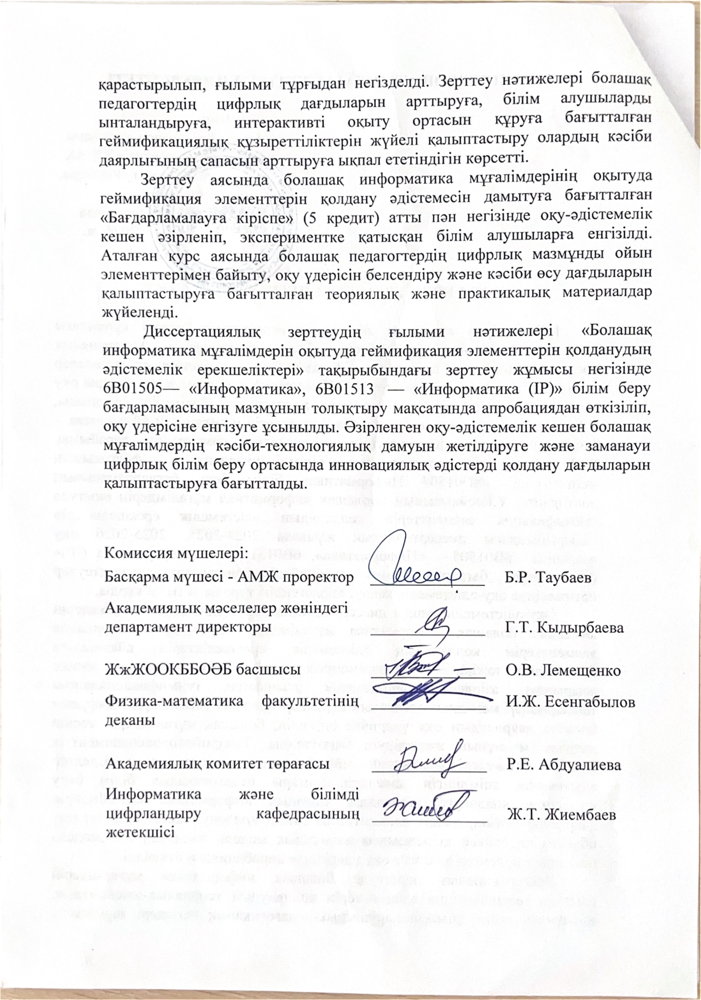 қарастырылып, ғылыми тұрғыдан негізделді. Зерттеу нәтижелері болашақ
педагогтердің цифрлық дағдыларын арттыруға, білім алушыларды
ынталандыруға, интерактивті оқыту ортасын құруға бағытталған
геймификациялық құзыреттіліктерін жүйелі қалыптастыру олардың кәсіби
даярлығының сапасын арттыруға ықпал ететіндігін көрсетті.
Зерттеу аясында болашақ информатика мұғалімдерінің оқытуда
геймификация элементтерін қолдану әдістемесін дамытуға бағытталған
«Бағдарламалауға кіріспе» (5 кредит) атты пән негізінде оқу-әдістемелік
кешен әзірленіп, экспериментке қатысқан білім алушыларға енгізілді.
Аталған курс аясында болашақ педагогтердің цифрлық мазмұнды ойын
элементтерімен байыту, оқу үдерісін белсендіру және кәсіби өсу дағдыларын
қалыптастыруға бағытталған теориялық және практикалық материалдар
жүйеленді.
Диссертациялық зерттеудің ғылыми нәтижелері «Болашақ
информатика мұғалімдерін оқытуда геймификация элементтерін қолданудың
әдістемелік ерекшеліктері» тақырыбындағы зерттеу жұмысы негізінде
6В01505— «Информатика», 6В01513 — «Информатика (IP)» білім беру
бағдарламасының мазмұнын толықтыру мақсатында апробациядан өткізіліп,
оқу үдерісіне енгізуге ұсынылды. Әзірленген оқу-әдістемелік кешен болашақ
мұғалімдердің кәсіби-технологиялық дамуын жетілдіруге және заманауи
цифрлық білім беру ортасында инновациялық әдістерді қолдану дағдыларын
қалыптастыруға бағытталды.
Комиссия мүшелері:
Басқарма мүшесі - АМЖ проректор Б.Р. Таубаев
Академиялық мәселелер жөніндегі
департамент директоры Г.Т. Кыдырбаева
ЖжЖООКББОӘБ басшысы О.В. Лемещенко
Физика-математика факультетінің И.Ж. Есенгабылов
деканы
Академиялық комитет төрағасы Р.Е. Абдуалиева
Информатика және білімді
цифрландыру кафедрасының Ж.Т. Жиембаев
жетекшісі